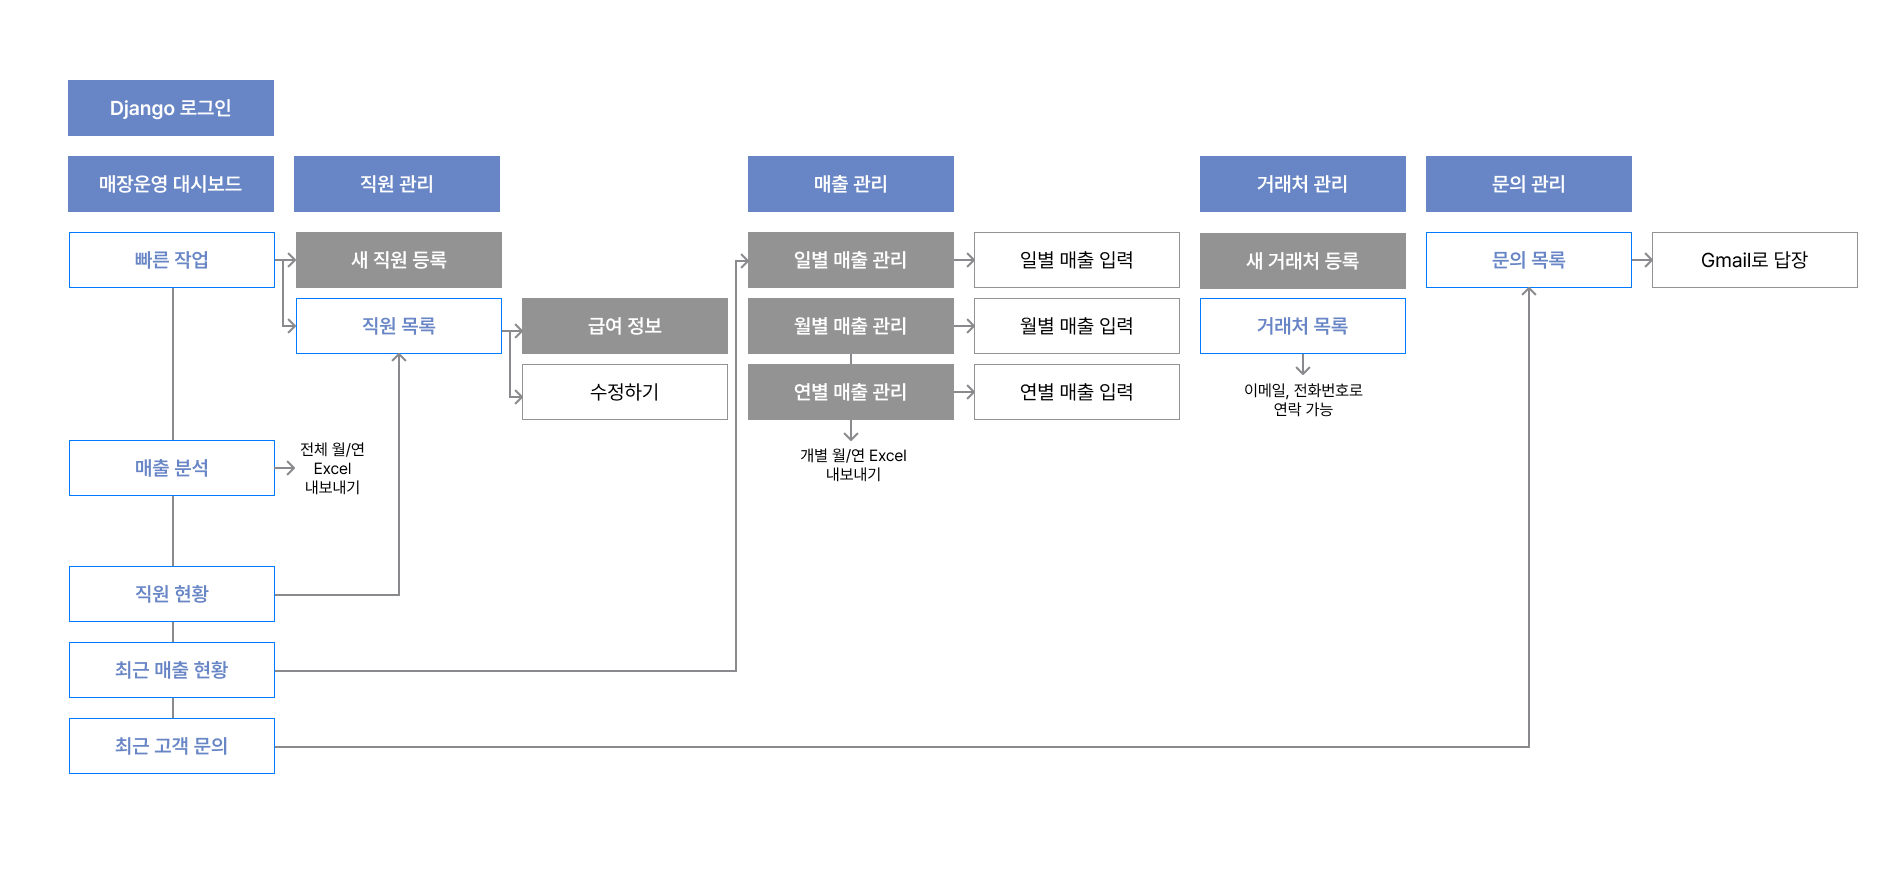 Django 로그인
매장운영 대시보드
직원 관리
매출 관리
거래처 관리
문의 관리
빠른 작업
새 직원 등록
일별 매출 관리
일별 매출 입력
새 거래처 등록
문의 목록
Gmail로 답장
직원 목록
급여 정보
월별 매출 관리
월별 매출 입력
거래처 목록
수정하기
연별 매출 관리
연별 매출 입력
이메일, 전화번호로
연락 가능
매출 분석
전체 월/연
Excel
내보내기
개별 월/연 Excel
내보내기
직원 현황
최근 매출 현황
최근 고객 문의